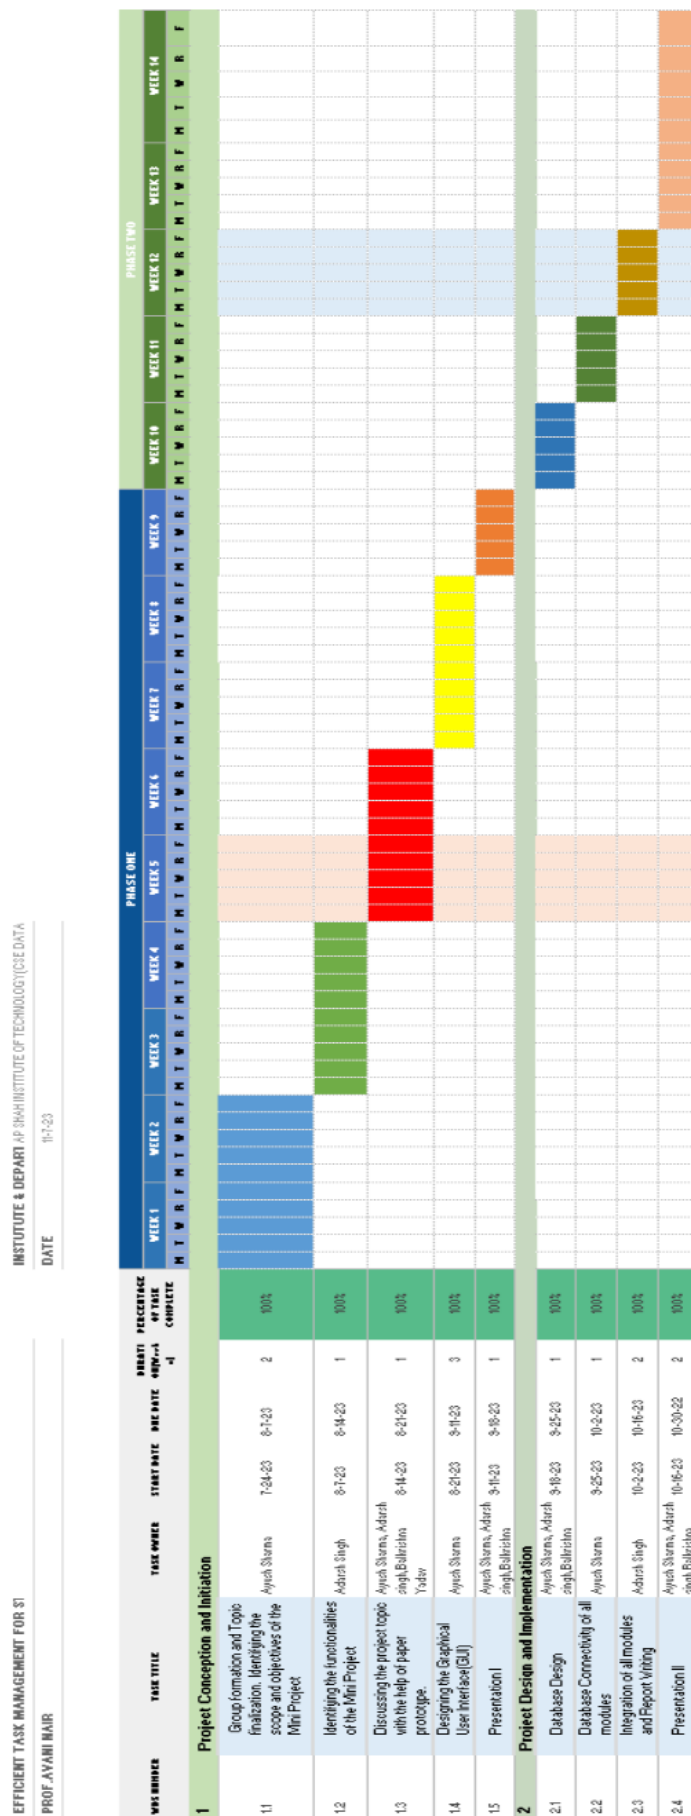 EFFICIENT TASK MANAGEMENT FOR ST
INSTUTUTE & DEPART AP SHAH INSTITUTE OF TECHNOLOGY(CSE DATA
PROF.AVANI NAIR
DATE 11-7-23
PHASE ONE PHASE TWO
WBS NUMBER TASK TITLE TASK OWNER START DATE DUE DATE PERCENTAGE OF TASK COMPLETE
WEEK 1 WEEK 2 WEEK 3 WEEK 4 WEEK 5 WEEK 6 WEEK 7 WEEK 8 WEEK 9 WEEK 10 WEEK 11 WEEK 12 WEEK 13 WEEK 14
M T W R F M T W R F M T W R F M T W R F M T W R F M T W R F M T W R F M T W R F M T W R F M T W R F M T W R F M T W R F M T W R F M T W R F
1 Project Conception and Initiation
1.1 Group formation and Topic finalization. Identifying the scope and objectives of the Mini Project Ayush Sharma 7-24-23 8-7-23 2 100%
1.2 Identifying the functionalities of the Mini Project Adarsh Singh 8-7-23 8-14-23 1 100%
1.3 Discussing the project topic with the help of paper prototype. Ayush Sharma, Adarsh singh,Balkrishna Yadav 8-14-23 8-21-23 1 100%
1.4 Designing the Graphical User Interface(GUI) Ayush Sharma 8-21-23 9-11-23 3 100%
1.5 Presentation I Ayush Sharma, Adarsh singh,Balkrishna 9-11-23 9-18-23 1 100%
2 Project Design and Implementation
2.1 Database Design Ayush Sharma, Adarsh singh,Balkrishna 9-18-23 9-25-23 1 100%
2.2 Database Connectivity of all modules Ayush Sharma 9-25-23 10-2-23 1 100%
2.3 Integration of all modules and Report Writing Adarsh Singh 10-2-23 10-16-23 2 100%
2.4 Presentation II Ayush Sharma, Adarsh singh,Balkrishna 10-16-23 10-30-22 2 100%